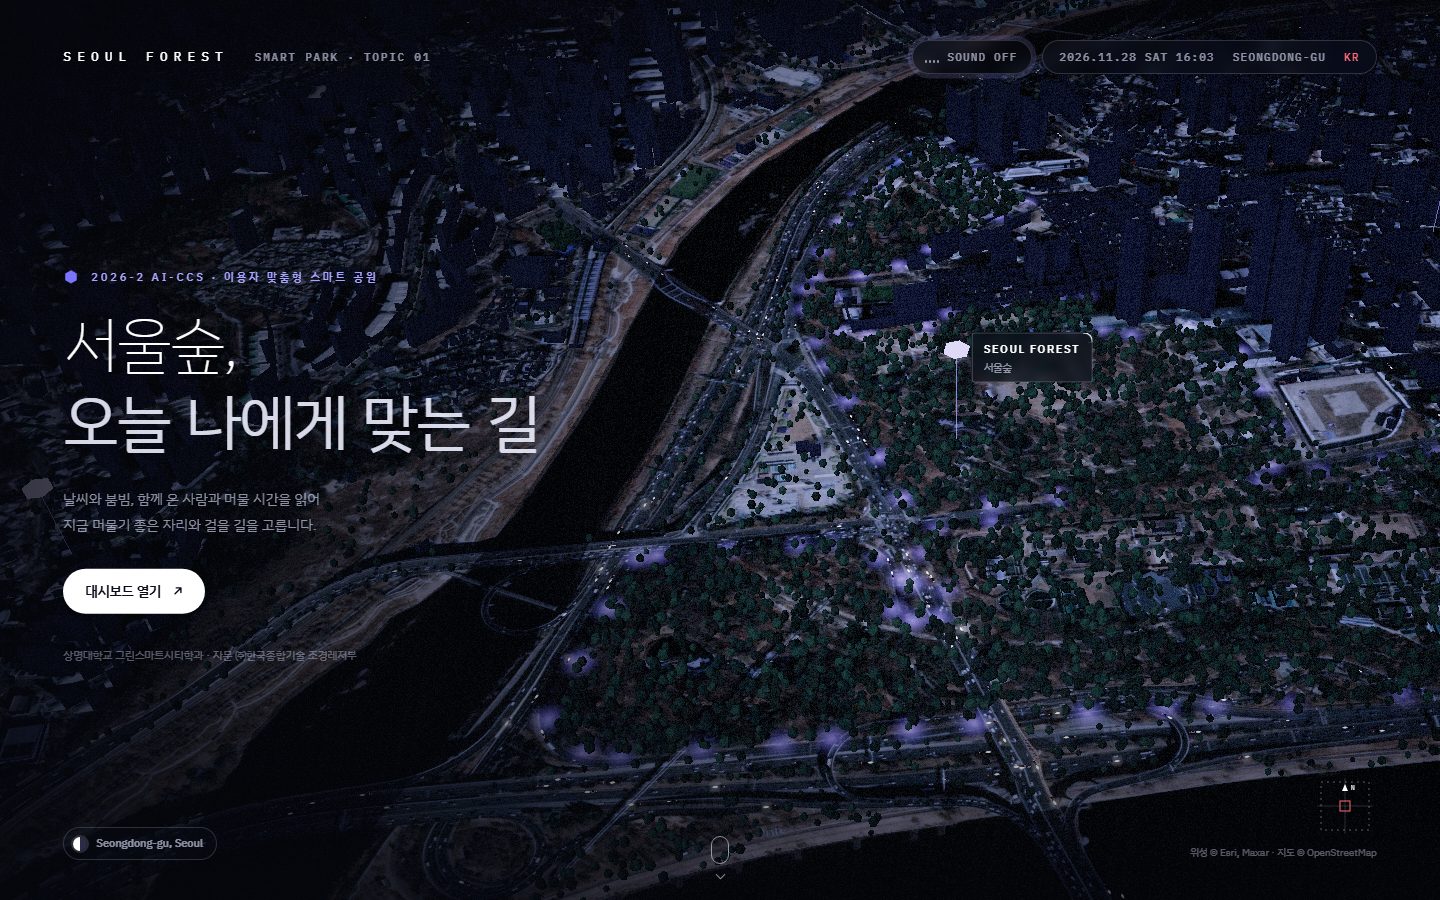 SEOUL FOREST
SMART PARK · TOPIC 01
SOUND OFF
2026.11.28 SAT 16:03 SEONGDONG-GU KR
2026-2 AI-CCS · 이용자 맞춤형 스마트 공원
서울숲,
오늘 나에게 맞는 길
SEOUL FOREST
서울숲
날씨와 붐빔, 함께 온 사람과 머물 시간을 읽어
지금 머물기 좋은 자리와 걸을 길을 고릅니다.
대시보드 열기 ↗
상명대학교 그린스마트시티학과 · 자문 ㈜한국종합기술 조경레저부
N
Seongdong-gu, Seoul
위성 © Esri, Maxar · 지도 © OpenStreetMap